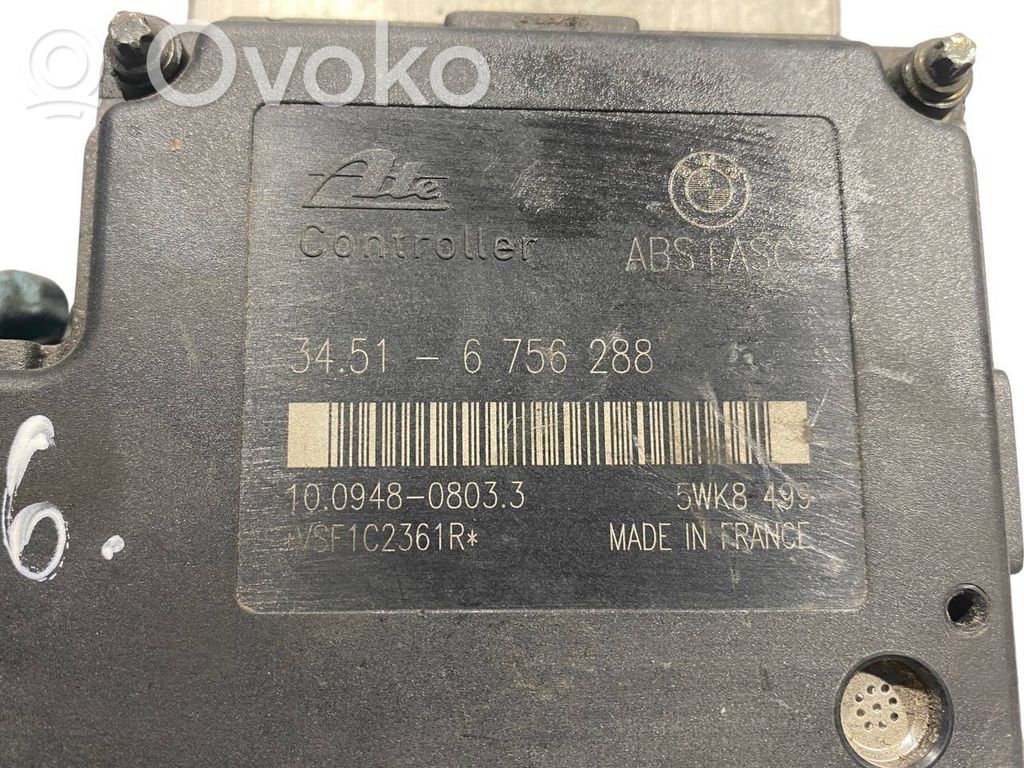 Ovoko
Ate
Controller
BMW
ABS/ASC
34.51 - 6 756 288
10.0948-0803.3
5WK8 499
*VSF1C2361R*
MADE IN FRANCE
6.